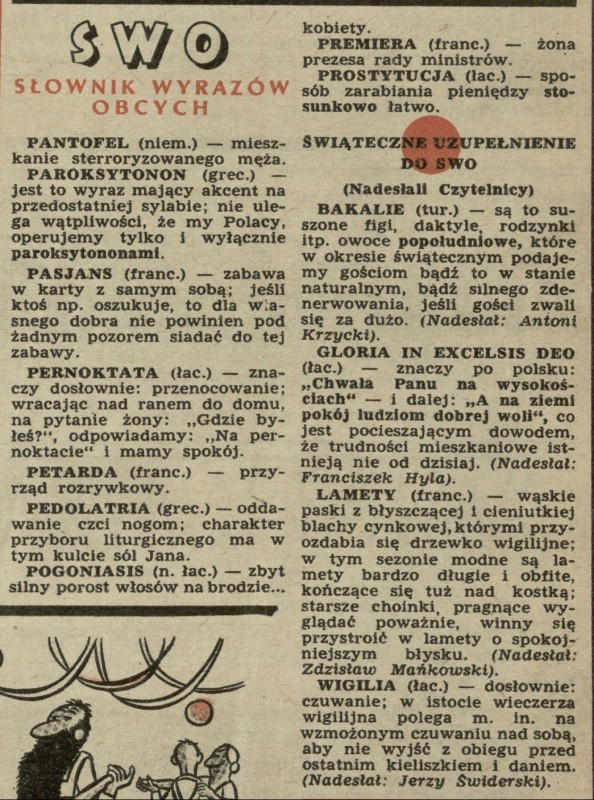 SWO
SŁOWNIK WYRAZÓW
OBCYCH
PANTOFEL (niem.) — miesz-
kanie sterroryzowanego męża.
PAROKSYTONON (grec.) —
jest to wyraz mający akcent na
przedostatniej sylabie; nie ule-
ga wątpliwości, że my Polacy,
operujemy tylko i wyłącznie
paroksytononami.
PASJANS (franc.) — zabawa
w karty z samym sobą; jeśli
ktoś np. oszukuje, to dla wła-
snego dobra nie powinien pod
żadnym pozorem siadać do tej
zabawy.
PERNOKTATA (łac.) — zna-
czy dosłownie: przenocowanie;
wracając nad ranem do domu,
na pytanie żony: „Gdzie by-
łeś?", odpowiadamy: „Na per-
noktacie" i mamy spokój.
PETARDA (franc.) — przy-
rząd rozrywkowy.
PEDOLATRIA (grec.) — odda-
wanie czci nogom; charakter
przyboru liturgicznego ma w
tym kulcie sól Jana.
POGONIASIS (n. łac.) — zbyt
silny porost włosów na brodzie...
kobiety.
PREMIERA (franc.) — żona
prezesa rady ministrów.
PROSTYTUCJA (łac.) — spo-
sób zarabiania pieniędzy sto-
sunkowo łatwo.
ŚWIĄTECZNE UZUPEŁNIENIE
DO SWO
(Nadesłali Czytelnicy)
BAKALIE (tur.) — są to su-
szone figi, daktyle, rodzynki
itp. owoce popołudniowe, które
w okresie świątecznym podaje-
my gościom bądź to w stanie
naturalnym, bądź silnego zde-
nerwowania, jeśli gości zwali
się za dużo. (Nadesłał: Antoni
Krzycki).
GLORIA IN EXCELSIS DEO
(łac.) — znaczy po polsku:
„Chwała Panu na wysokoś-
ciach" — i dalej: „A na ziemi
pokój ludziom dobrej woli", co
jest pocieszającym dowodem,
że trudności mieszkaniowe ist-
nieją nie od dzisiaj. (Nadesłał:
Franciszek Hyla).
LAMETY (franc.) — wąskie
paski z błyszczącej i cieniutkiej
blachy cynkowej, którymi przy-
ozdabia się drzewko wigilijne;
w tym sezonie modne są la-
mety bardzo długie i obfite,
kończące się tuż nad kostką;
starsze choinki, pragnące wy-
glądać poważnie, winny się
przystroić w lamety o spokoj-
niejszym błysku. (Nadesłał:
Zdzisław Mańkowski).
WIGILIA (łac.) — dosłownie:
czuwanie; w istocie wieczerza
wigilijna polega m. in. na
wzmożonym czuwaniu nad sobą,
aby nie wyjść z obiegu przed
ostatnim kieliszkiem i daniem.
(Nadesłał: Jerzy Świderski).